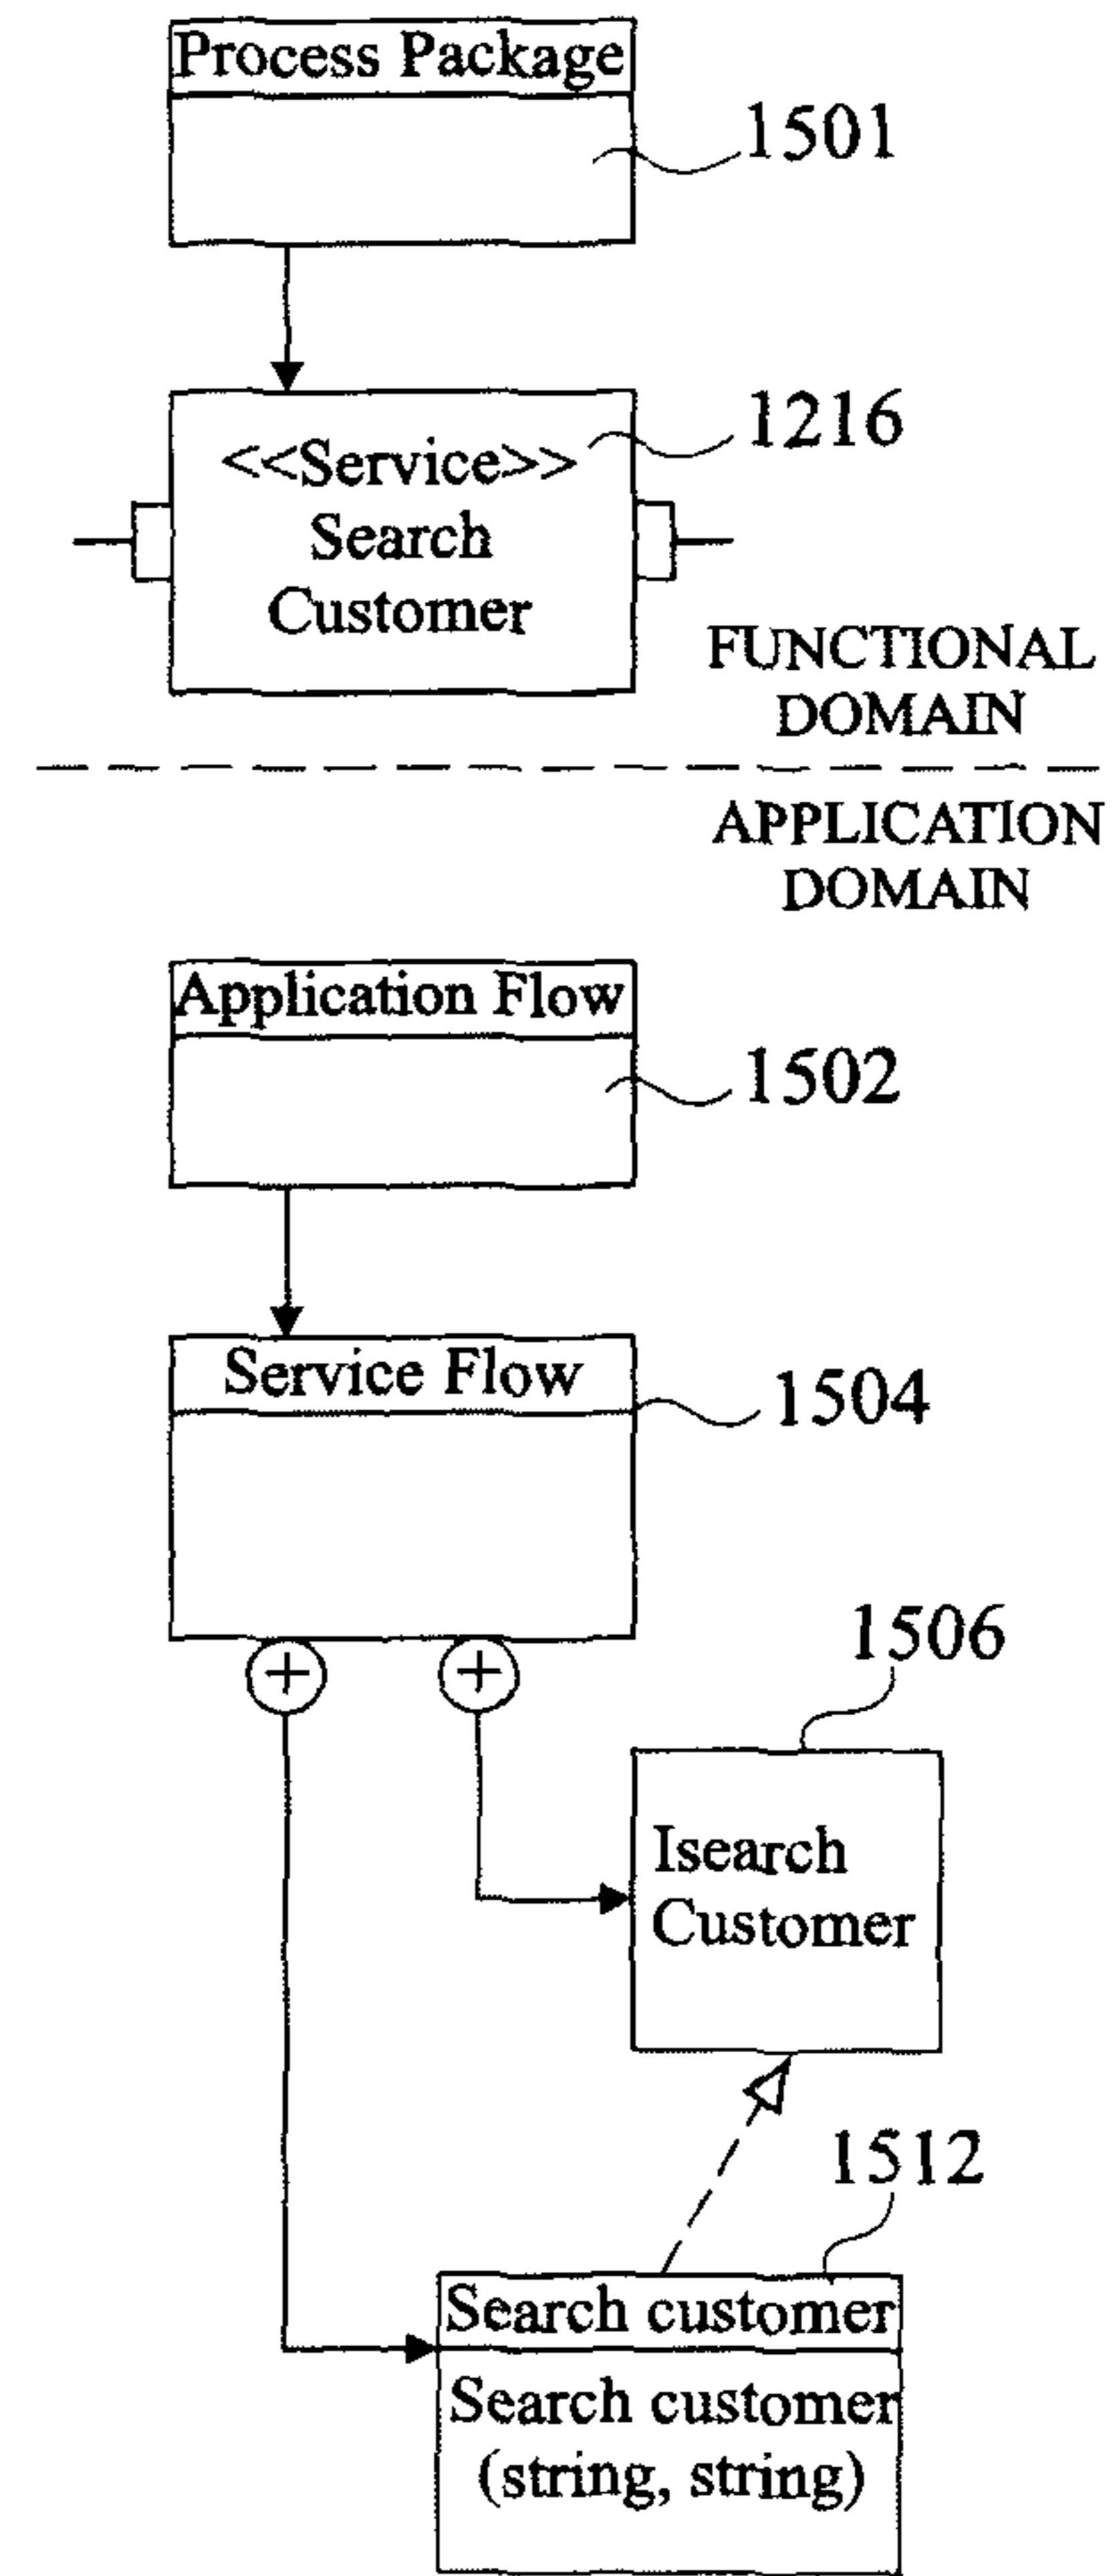 Process Package
1501
1216
<<Service>>
Search
Customer
FUNCTIONAL
DOMAIN
APPLICATION
DOMAIN
Application Flow
1502
Service Flow
1504
+ +
1506
Isearch
Customer
1512
Search customer
Search customer
(string, string)